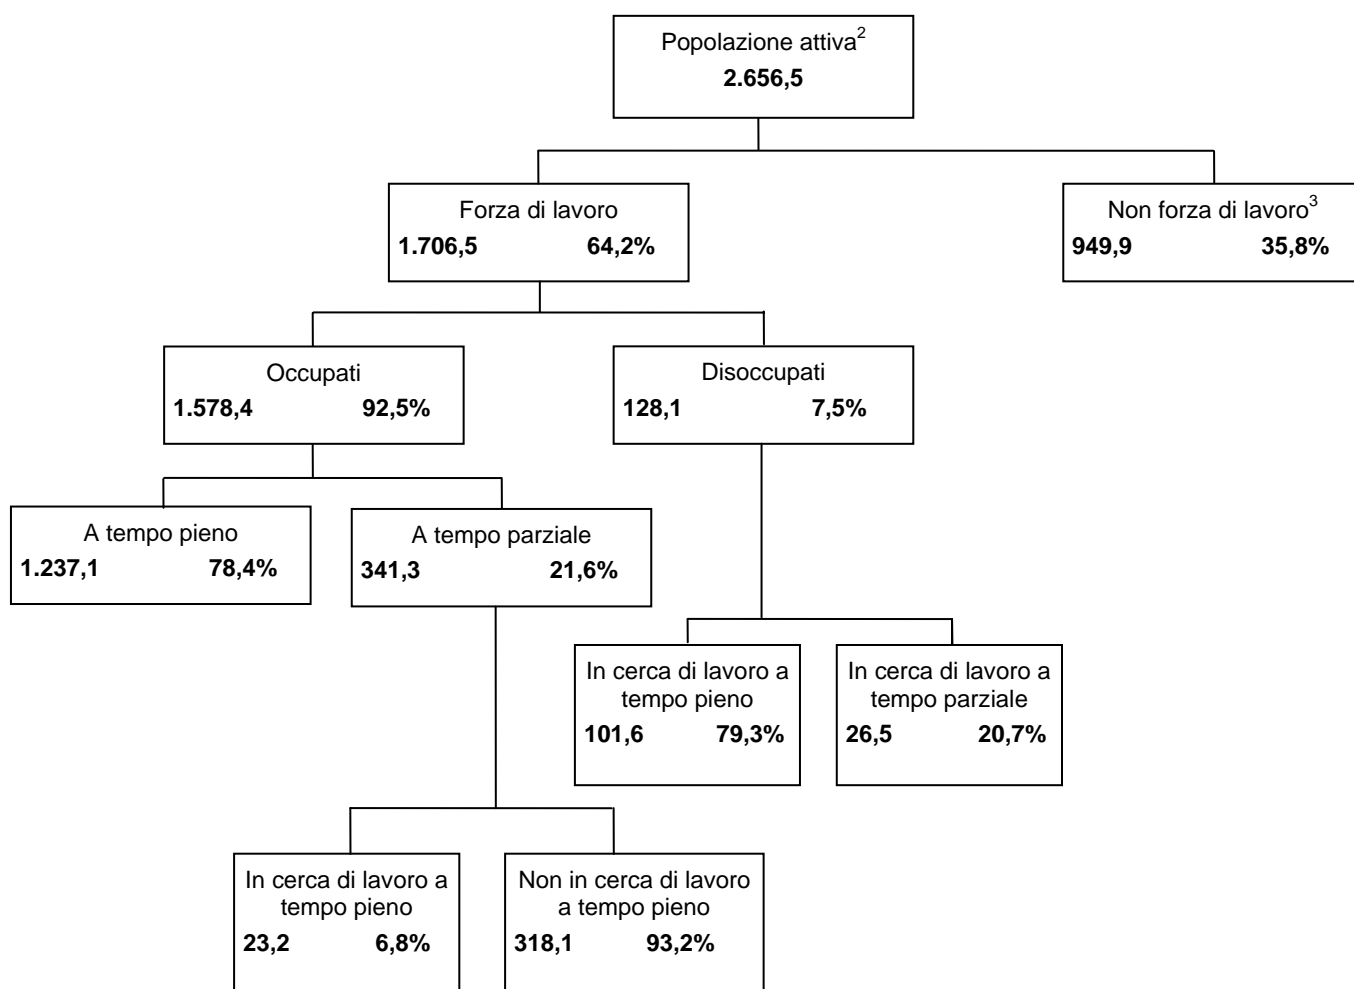 Popolazione attiva²
2.656,5
Forza di lavoro
1.706,5 64,2%
Non forza di lavoro³
949,9 35,8%
Occupati
1.578,4 92,5%
Disoccupati
128,1 7,5%
A tempo pieno
1.237,1 78,4%
A tempo parziale
341,3 21,6%
In cerca di lavoro a
tempo pieno
101,6 79,3%
In cerca di lavoro a
tempo parziale
26,5 20,7%
In cerca di lavoro a
tempo pieno
23,2 6,8%
Non in cerca di lavoro
a tempo pieno
318,1 93,2%